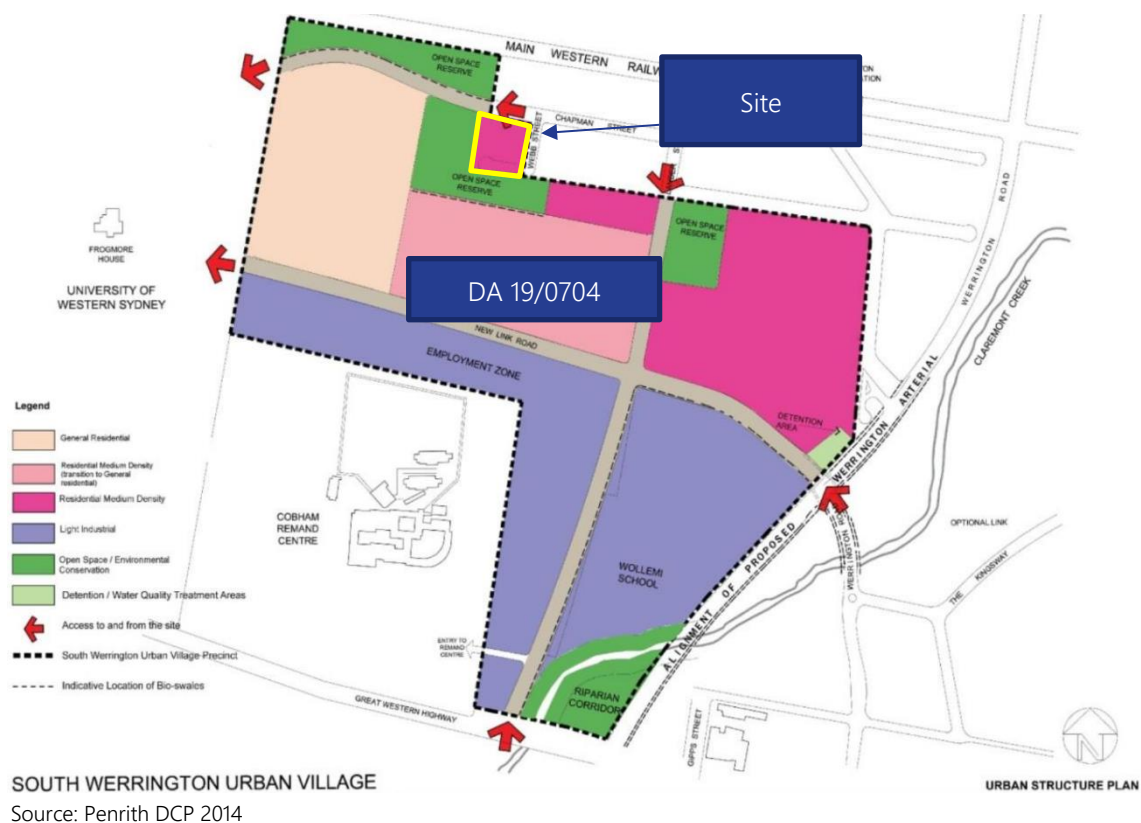 MAIN WESTERN RAILW
OPEN SPACE
RESERVE
ON
ATION
Site
CHAPMAN STREET
WEBB STREET
S
OPEN SPACE
RESERVE
OPEN SPACE
RESERVE
WERRINGTON ROAD
FROGMORE
HOUSE
UNIVERSITY OF
WESTERN SYDNEY
DA 19/0704
NEW LINK ROAD
EMPLOYMENT ZONE
CLAREMONT CREEK
DETENTION
AREA
Legend
General Residential
Residential Medium Density
(transition to General
residential)
Residential Medium Density
Light Industrial
Open Space / Environmental
Conservation
Detention / Water Quality Treatment Areas
Access to and from the site
South Werrington Urban Village Precinct
Indicative Location of Bio-swales
COBHAM
REMAND
CENTRE
WOLLEMI
SCHOOL
ALIGNMENT OF PROPOSED WERRINGTON ARTERIAL
WERRINGTON RO
OPTIONAL LINK
THE KINGSWAY
ENTRY TO
REMAND
CENTRE
RIPARIAN
CORRIDOR
GREAT WESTERN HIGHWAY
GIPPS STREET
N
SOUTH WERRINGTON URBAN VILLAGE
URBAN STRUCTURE PLAN
Source: Penrith DCP 2014